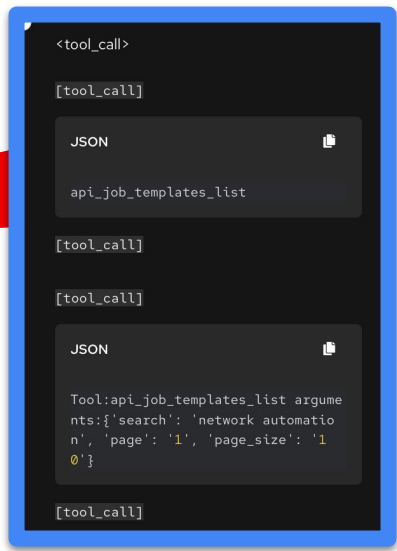 <tool_call>
[tool_call]
JSON
api_job_templates_list
[tool_call]
[tool_call]
JSON
Tool:api_job_templates_list argume
nts:{'search': 'network automatio
n', 'page': '1', 'page_size': '1
0'}
[tool_call]